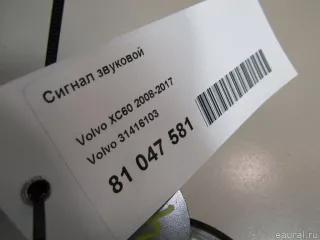 Сигнал звуковой
Volvo XC60 2008-2017
Volvo 31416103
81 047 581
eaural.ru